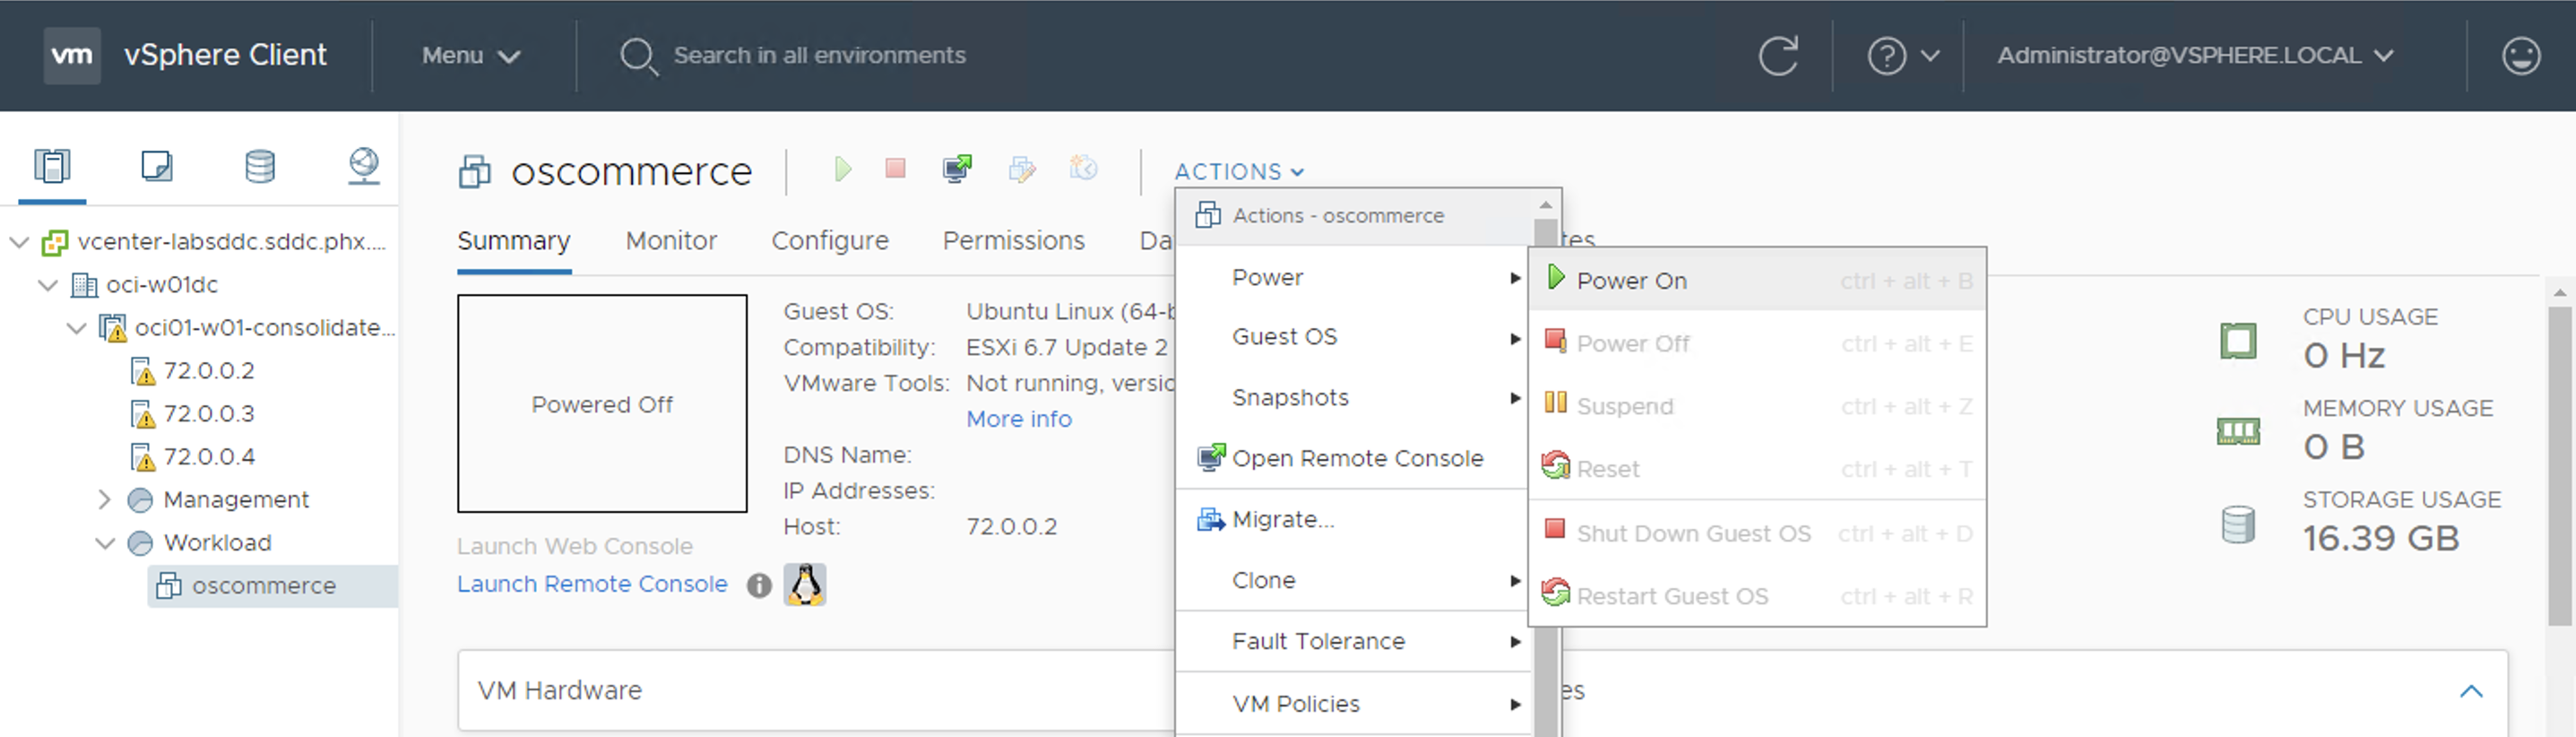 vm vSphere Client Menu Search in all environments Administrator@VSPHERE.LOCAL
oscommerce ACTIONS
Summary Monitor Configure Permissions Da tes
vcenter-labsddc.sddc.phx....
oci-w01dc
oci01-w01-consolidate...
72.0.0.2
72.0.0.3
72.0.0.4
Management
Workload
oscommerce
Powered Off
Launch Web Console
Launch Remote Console
Guest OS: Ubuntu Linux (64-b
Compatibility: ESXi 6.7 Update 2
VMware Tools: Not running, versio
More info
DNS Name:
IP Addresses:
Host: 72.0.0.2
VM Hardware
Actions - oscommerce
Power
Guest OS
Snapshots
Open Remote Console
Migrate...
Clone
Fault Tolerance
VM Policies
Power On ctrl + alt + B
Power Off ctrl + alt + E
Suspend ctrl + alt + Z
Reset ctrl + alt + T
Shut Down Guest OS ctrl + alt + D
Restart Guest OS ctrl + alt + R
es
CPU USAGE
0 Hz
MEMORY USAGE
0 B
STORAGE USAGE
16.39 GB